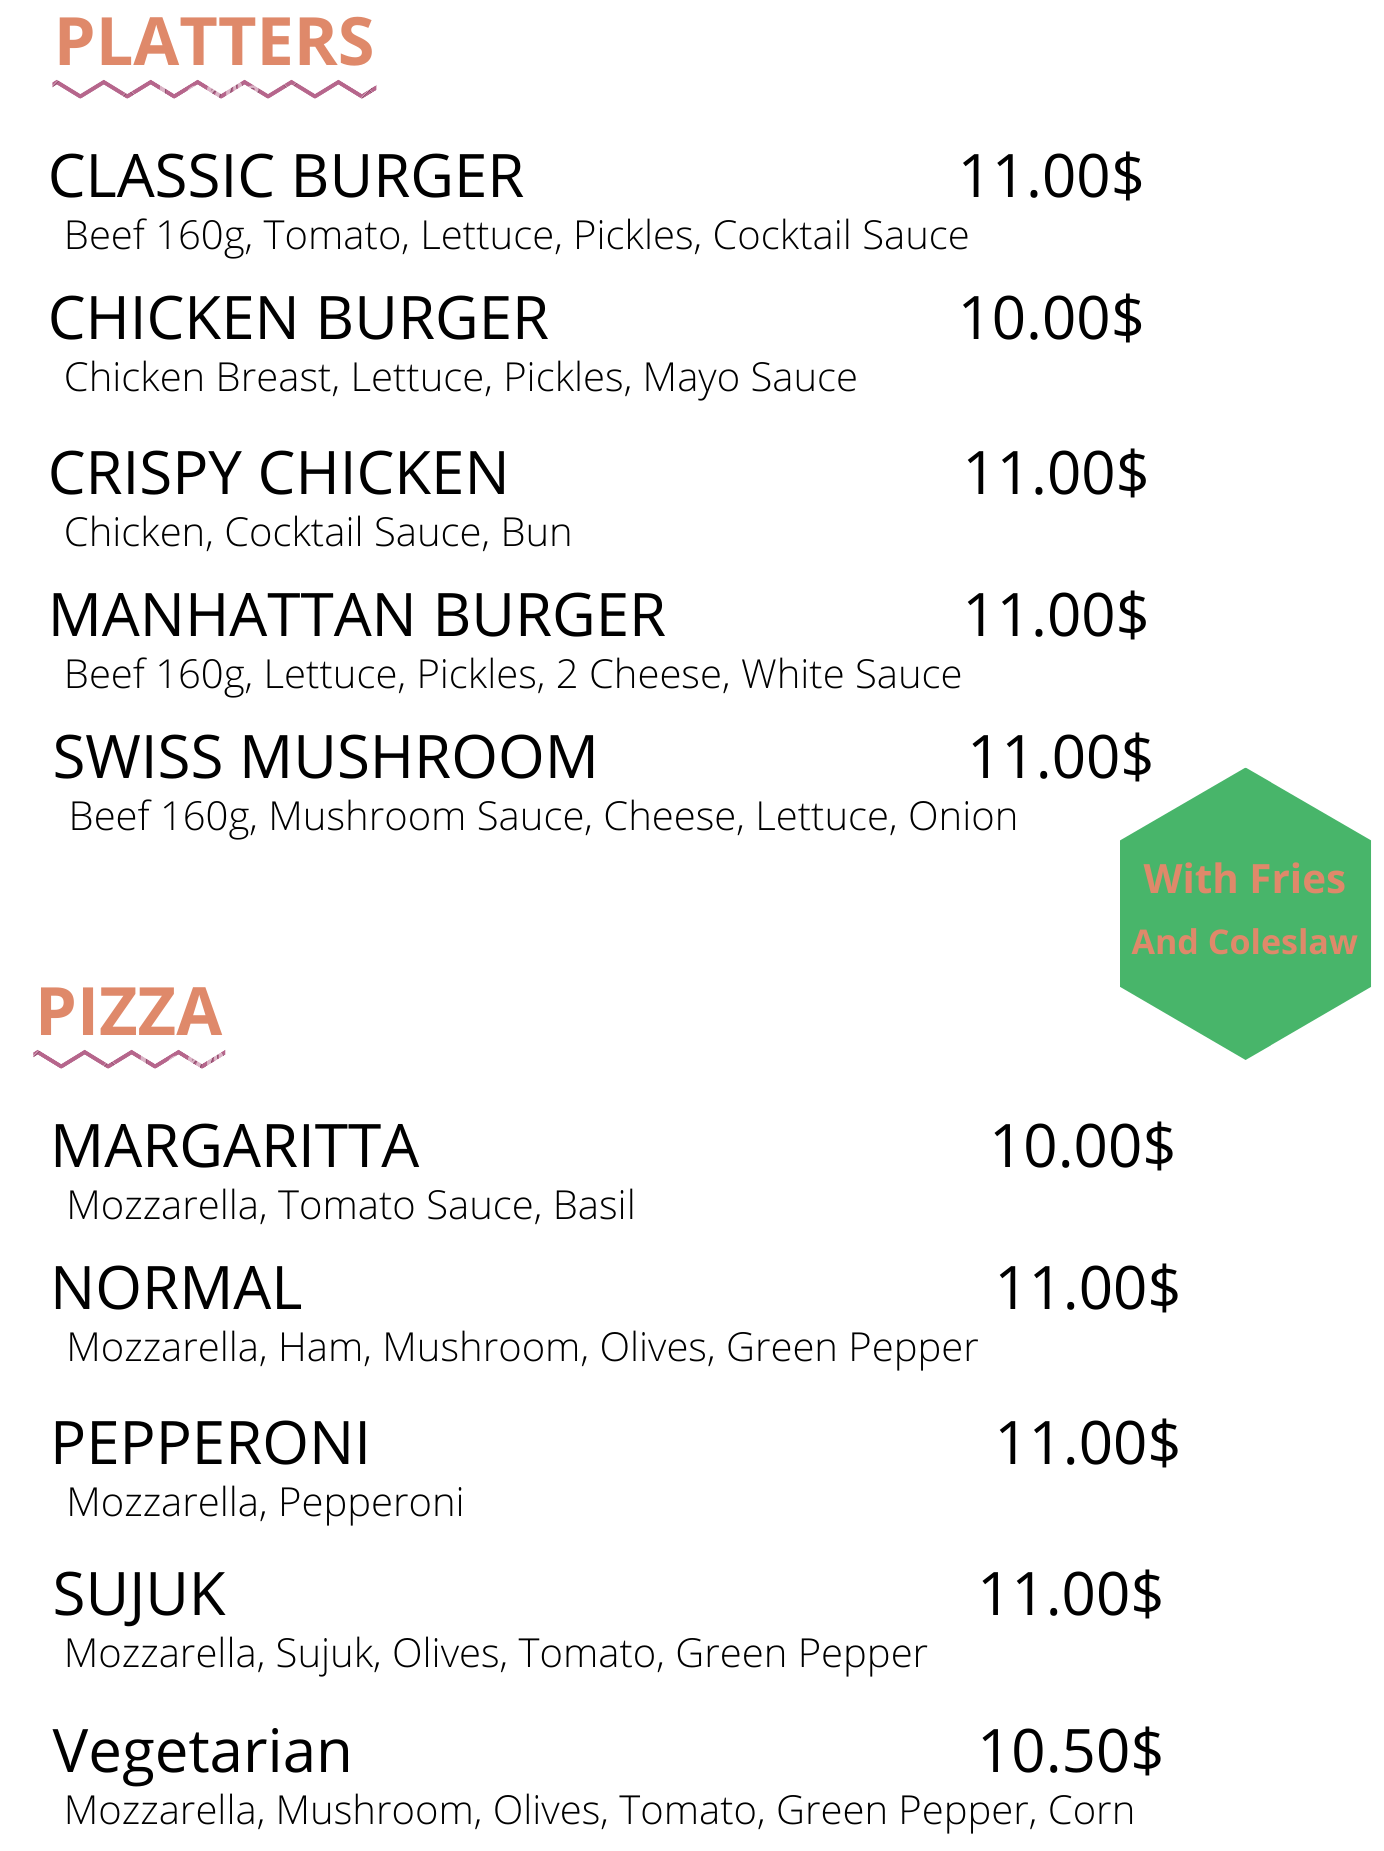 PLATTERS
CLASSIC BURGER 11.00$
Beef 160g, Tomato, Lettuce, Pickles, Cocktail Sauce
CHICKEN BURGER 10.00$
Chicken Breast, Lettuce, Pickles, Mayo Sauce
CRISPY CHICKEN 11.00$
Chicken, Cocktail Sauce, Bun
MANHATTAN BURGER 11.00$
Beef 160g, Lettuce, Pickles, 2 Cheese, White Sauce
SWISS MUSHROOM 11.00$
Beef 160g, Mushroom Sauce, Cheese, Lettuce, Onion
With Fries
And Coleslaw
PIZZA
MARGARITTA 10.00$
Mozzarella, Tomato Sauce, Basil
NORMAL 11.00$
Mozzarella, Ham, Mushroom, Olives, Green Pepper
PEPPERONI 11.00$
Mozzarella, Pepperoni
SUJUK 11.00$
Mozzarella, Sujuk, Olives, Tomato, Green Pepper
Vegetarian 10.50$
Mozzarella, Mushroom, Olives, Tomato, Green Pepper, Corn